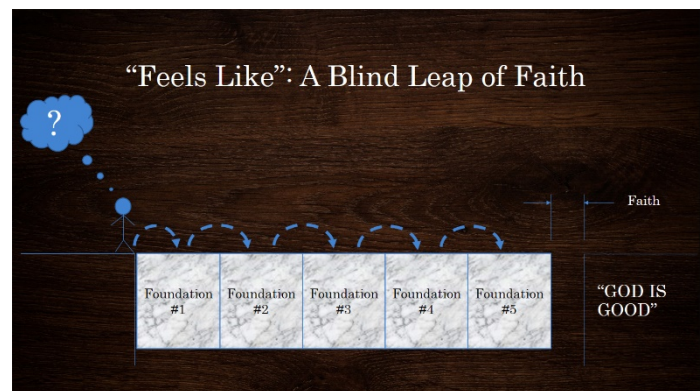 “Feels Like”: A Blind Leap of Faith
?
Faith
Foundation
#1
Foundation
#2
Foundation
#3
Foundation
#4
Foundation
#5
“GOD IS
GOOD”